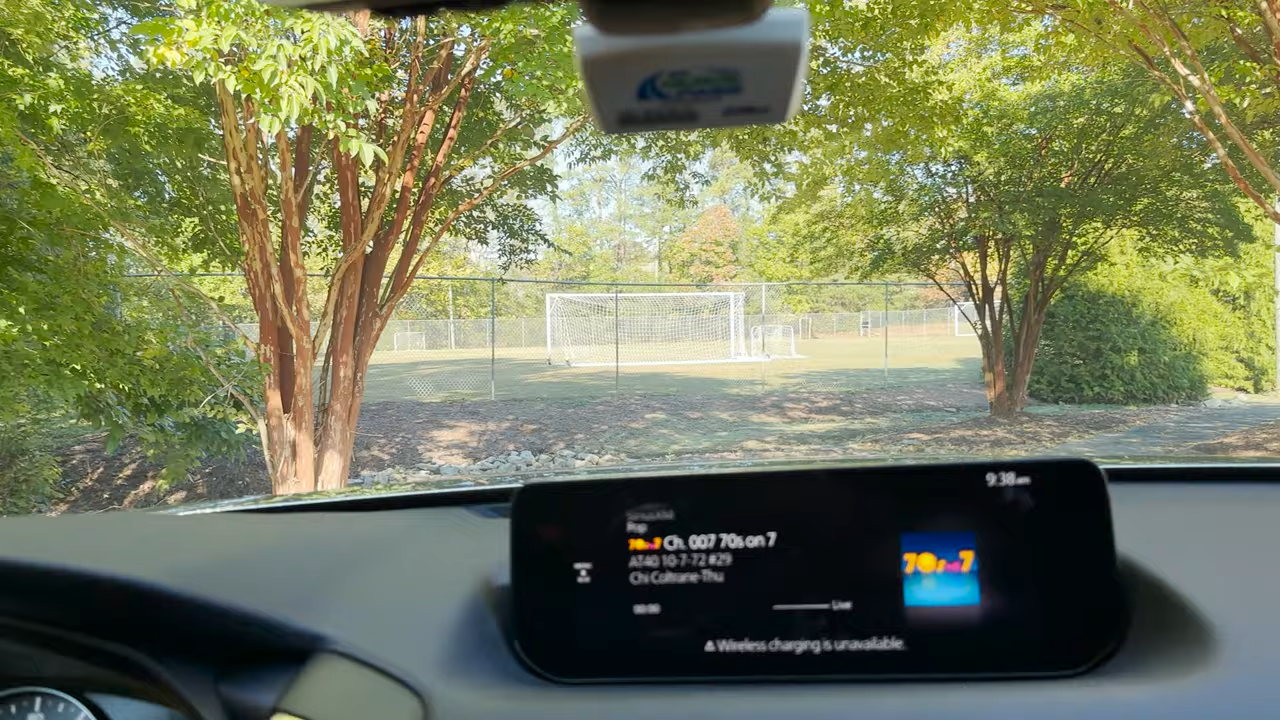 9:38am
Pop
70s on 7 Ch. 007 70s on 7
AT40 10-7-72 #29
Chi Coltrane-Thu
00:00
Live
Wireless charging is unavailable.